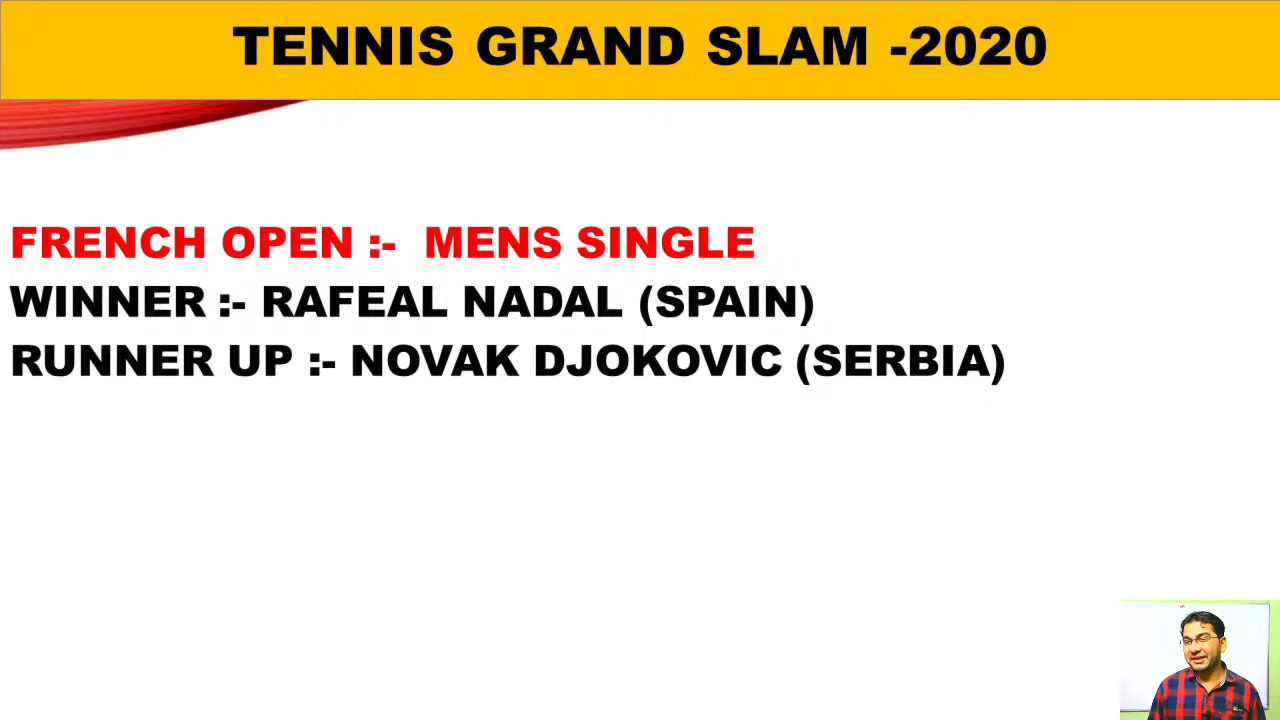 TENNIS GRAND SLAM -2020
FRENCH OPEN :- MENS SINGLE
WINNER :- RAFEAL NADAL (SPAIN)
RUNNER UP :- NOVAK DJOKOVIC (SERBIA)